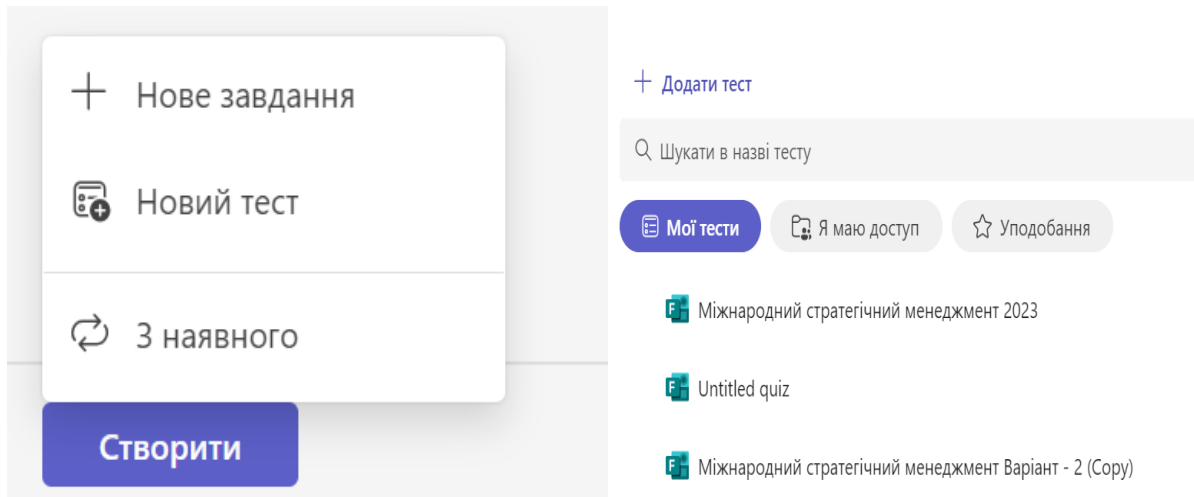 Нове завдання
Новий тест
З наявного
Створити
Додати тест
Шукати в назві тесту
Мої тести Я маю доступ Уподобання
Міжнародний стратегічний менеджмент 2023
Untitled quiz
Міжнародний стратегічний менеджмент Варіант - 2 (Copy)